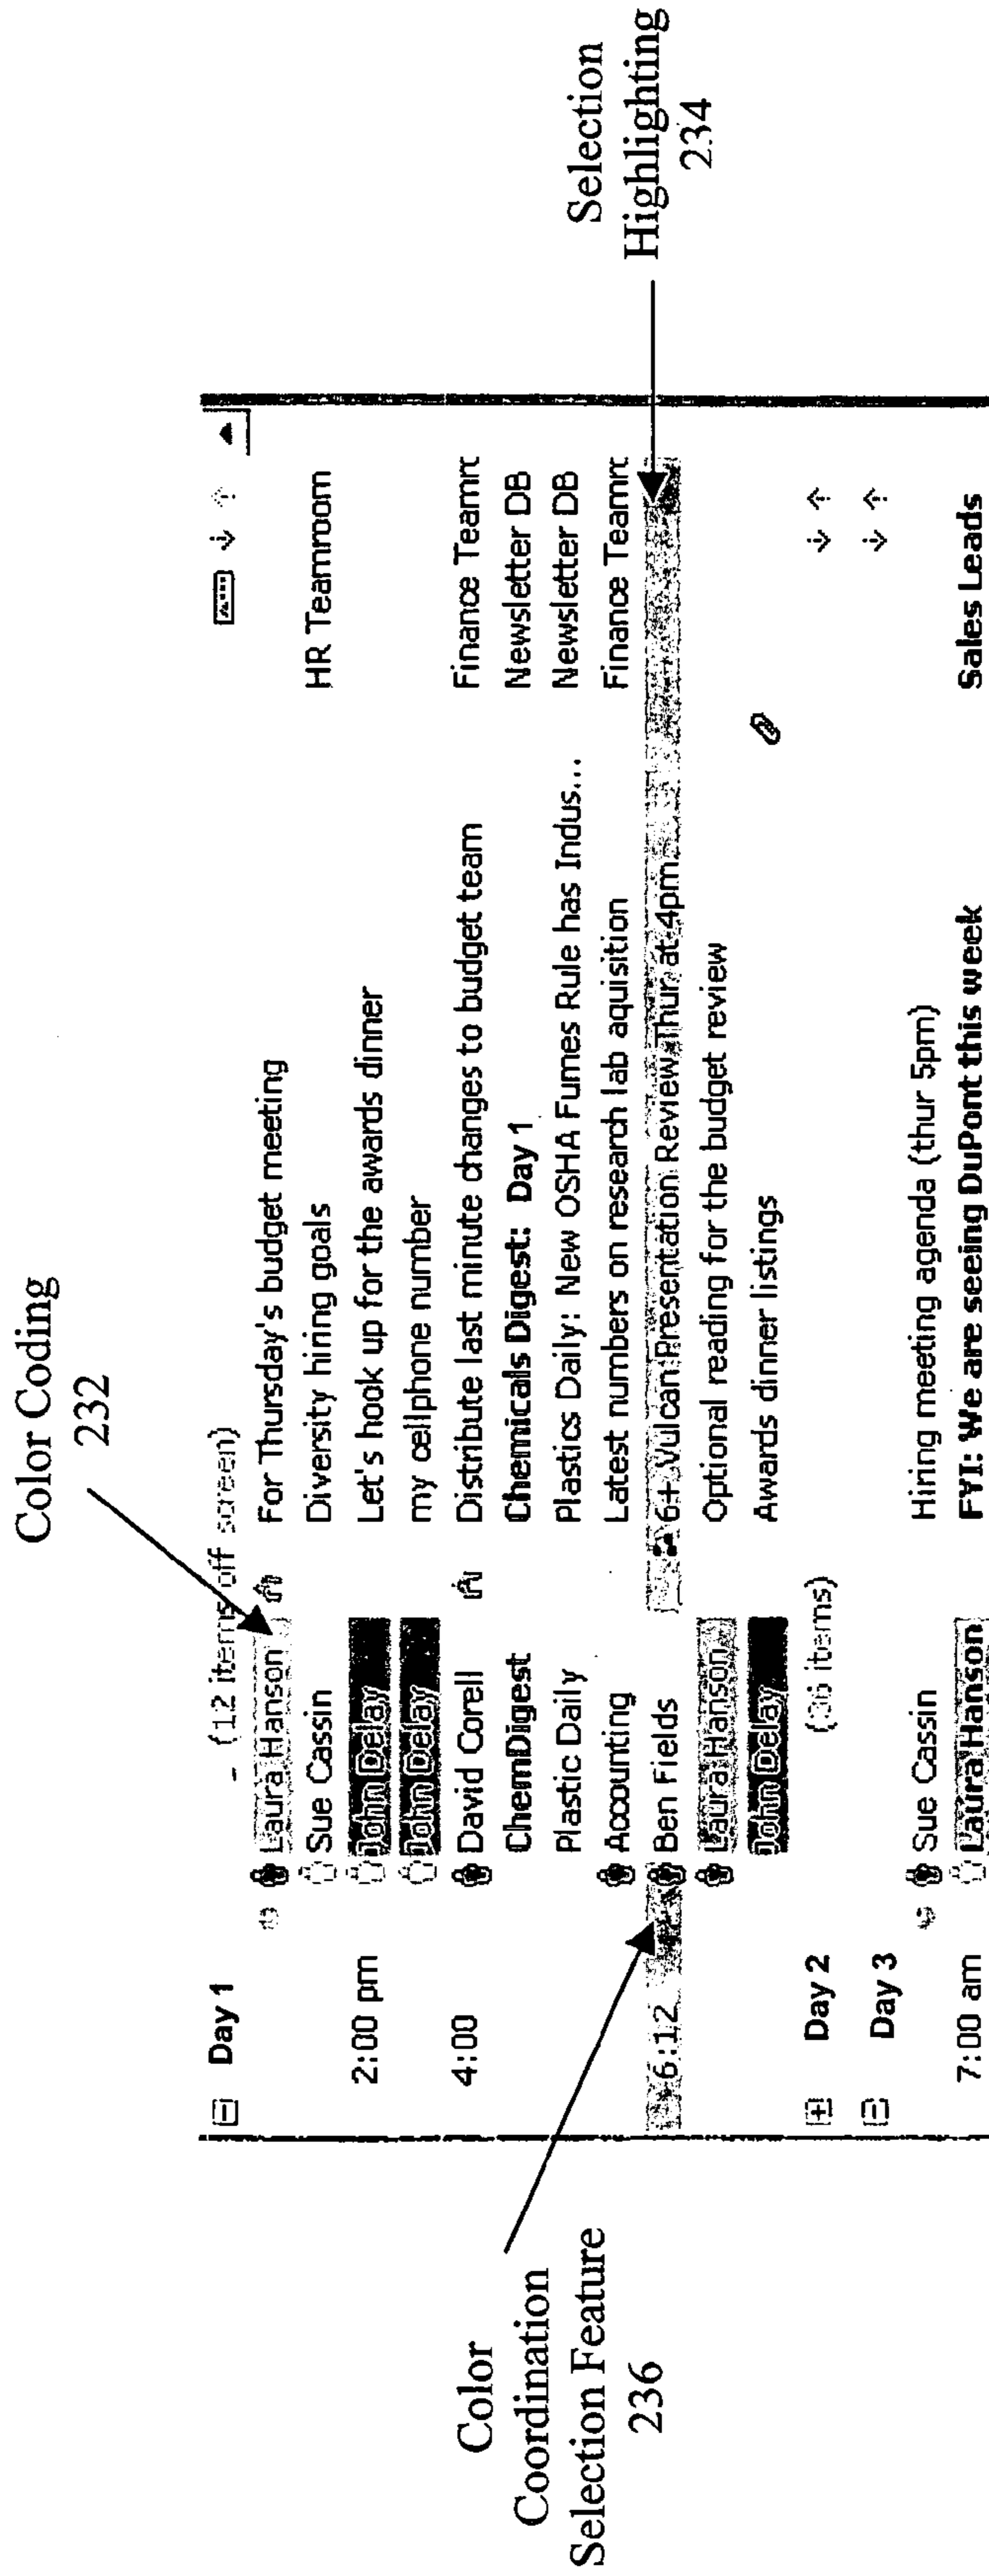 Color Coding
232
Day 1 - (12 items off screen)
Laura Hanson For Thursday's budget meeting
Sue Cassin Diversity hiring goals HR Teamroom
2:00 pm John Delay Let's hook up for the awards dinner
John Delay my cellphone number
4:00 David Corell Distribute last minute changes to budget team Finance Teamrc
ChemDigest Chemicals Digest: Day 1 Newsletter DB
Plastic Daily Plastics Daily: New OSHA Fumes Rule has Indus... Newsletter DB
Accounting Latest numbers on research lab aquisition Finance Teamrc
6:12 Ben Fields 6+ Vulcan Presentation Review Thur at 4pm
Laura Hanson Optional reading for the budget review
John Delay Awards dinner listings
Day 2 (36 items)
Day 3
Sue Cassin Hiring meeting agenda (thur 5pm)
7:00 am Laura Hanson FYI: We are seeing DuPont this week Sales Leads
Color
Coordination
Selection Feature
236
Selection
Highlighting
234